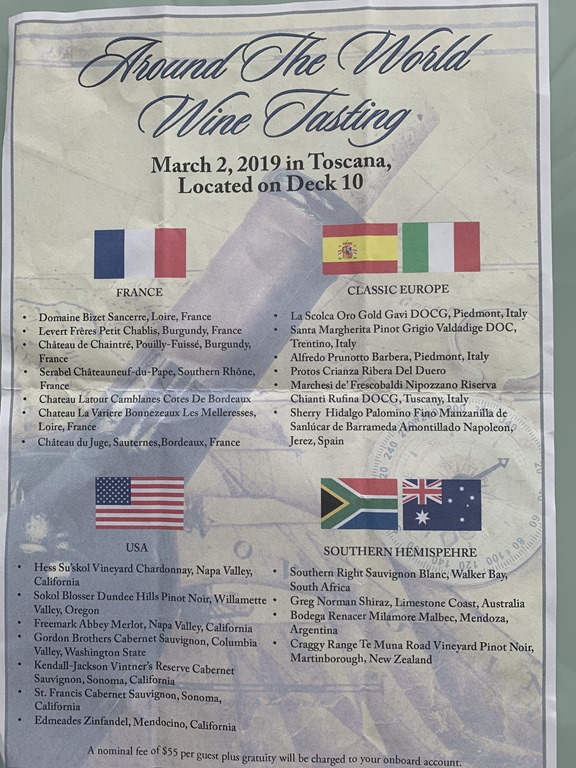 Around The World
Wine Tasting
March 2, 2019 in Toscana,
Located on Deck 10
FRANCE
• Domaine Bizet Sancerre, Loire, France
• Levert Frères Petit Chablis, Burgundy, France
• Château de Chaintré, Pouilly-Fuissé, Burgundy,
France
• Serabel Châteauneuf-du-Pape, Southern Rhône,
France
• Chateau Latour Camblanes Cotes De Bordeaux
• Chateau La Variere Bonnezeaux Les Melleresses,
Loire, France
• Château du Juge, Sauternes,Bordeaux, France
CLASSIC EUROPE
• La Scolca Oro Gold Gavi DOCG, Piedmont, Italy
• Santa Margherita Pinot Grigio Valdadige DOC,
Trentino, Italy
• Alfredo Prunotto Barbera, Piedmont, Italy
• Protos Crianza Ribera Del Duero
• Marchesi de' Frescobaldi Nipozzano Riserva
• Chianti Rufina DOCG, Tuscany, Italy
• Sherry Hidalgo Palomino Fino Manzanilla de
Sanlúcar de Barrameda Amontillado Napoleon,
Jerez, Spain
USA
• Hess Su'skol Vineyard Chardonnay, Napa Valley,
California
• Sokol Blosser Dundee Hills Pinot Noir, Willamette
Valley, Oregon
• Freemark Abbey Merlot, Napa Valley, California
• Gordon Brothers Cabernet Sauvignon, Columbia
Valley, Washington State
• Kendall-Jackson Vintner's Reserve Cabernet
Sauvignon, Sonoma, California
• St. Francis Cabernet Sauvignon, Sonoma,
California
• Edmeades Zinfandel, Mendocino, California
SOUTHERN HEMISPEHRE
• Southern Right Sauvignon Blanc, Walker Bay,
South Africa
• Greg Norman Shiraz, Limestone Coast, Australia
• Bodega Renacer Milamore Malbec, Mendoza,
Argentina
• Craggy Range Te Muna Road Vineyard Pinot Noir,
Martinborough, New Zealand
A nominal fee of $55 per guest plus gratuity will be charged to your onboard account.